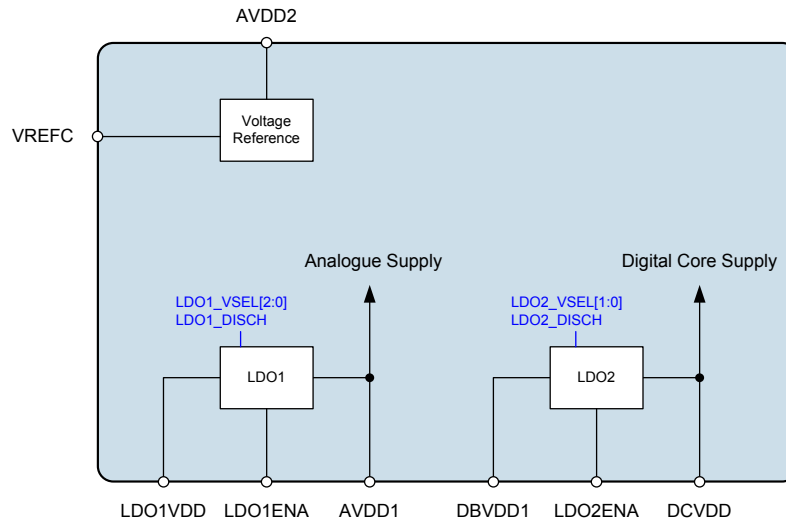 AVDD2
Voltage
Reference
VREFC
Analogue Supply
Digital Core Supply
LDO1_VSEL[2:0]
LDO1_DISCH
LDO2_VSEL[1:0]
LDO2_DISCH
LDO1
LDO2
LDO1VDD
LDO1ENA
AVDD1
DBVDD1
LDO2ENA
DCVDD